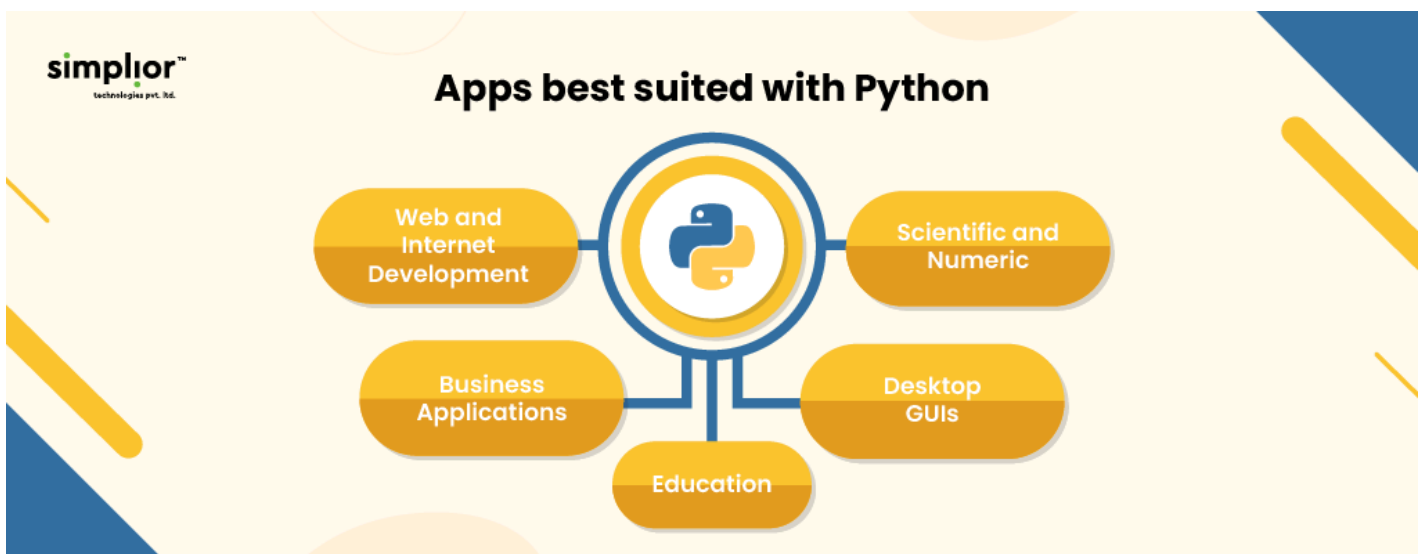 simplior™
technologies pvt. ltd.
Apps best suited with Python
Web and
Internet
Development
Scientific and
Numeric
Business
Applications
Desktop
GUIs
Education